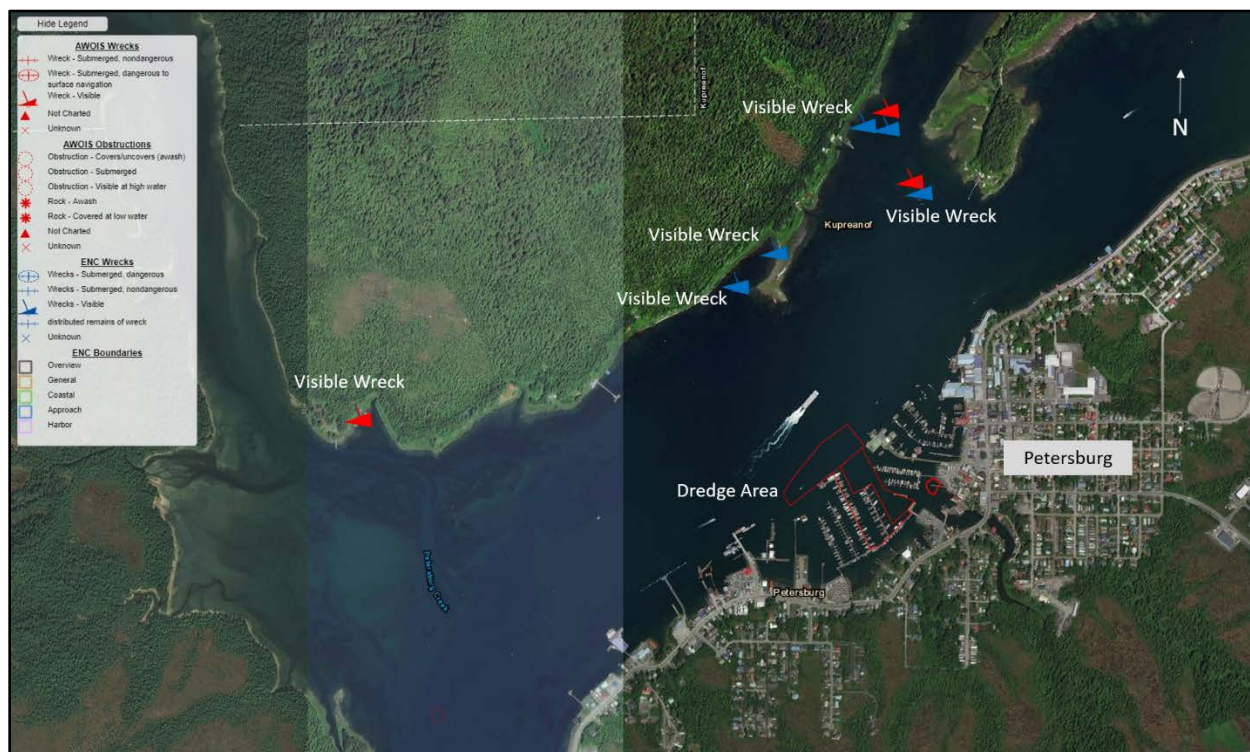 Hide Legend
AWOIS Wrecks
Wreck - Submerged, nondangerous
Wreck - Submerged, dangerous to
surface navigation
Wreck - Visible
Not Charted
Unknown
AWOIS Obstructions
Obstruction - Covers/uncovers (awash)
Obstruction - Submerged
Obstruction - Visible at high water
Rock - Awash
Rock - Covered at low water
Not Charted
Unknown
ENC Wrecks
Wrecks - Submerged, dangerous
Wrecks - Submerged, nondangerous
Wrecks - Visible
distributed remains of wreck
Unknown
ENC Boundaries
Overview
General
Coastal
Approach
Harbor
Kupreanof
Visible Wreck
N
Visible Wreck
Kupreanof
Visible Wreck
Visible Wreck
Visible Wreck
Petersburg
Dredge Area
Petersburg Creek
Petersburg